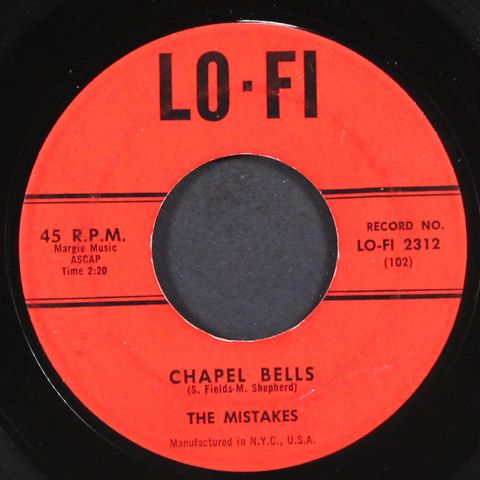 LO·FI
45 R.P.M.
Margie Music
ASCAP
Time 2:20
RECORD NO.
LO-FI 2312
(102)
CHAPEL BELLS
(S. Fields-M. Shepherd)
THE MISTAKES
Manufactured in N.Y.C., U.S.A.